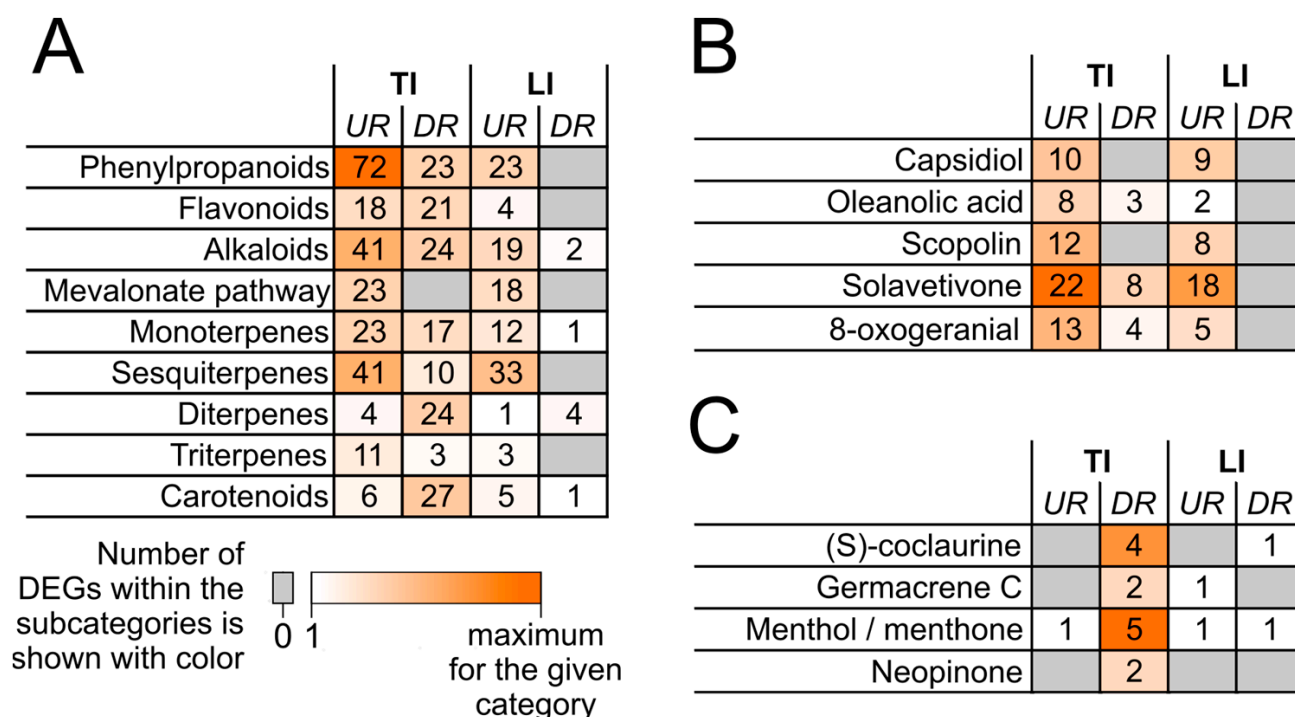 A
TI LI
UR DR UR DR
Phenylpropanoids 72 23 23
Flavonoids 18 21 4
Alkaloids 41 24 19 2
Mevalonate pathway 23 18
Monoterpenes 23 17 12 1
Sesquiterpenes 41 10 33
Diterpenes 4 24 1 4
Triterpenes 11 3 3
Carotenoids 6 27 5 1
Number of
DEGs within the
subcategories is
shown with color
0 1
maximum
for the given
category
B
TI LI
UR DR UR DR
Capsidiol 10 9
Oleanolic acid 8 3 2
Scopolin 12 8
Solavetivone 22 8 18
8-oxogeranial 13 4 5
C
TI LI
UR DR UR DR
(S)-coclaurine 4 1
Germacrene C 2 1
Menthol / menthone 1 5 1 1
Neopinone 2